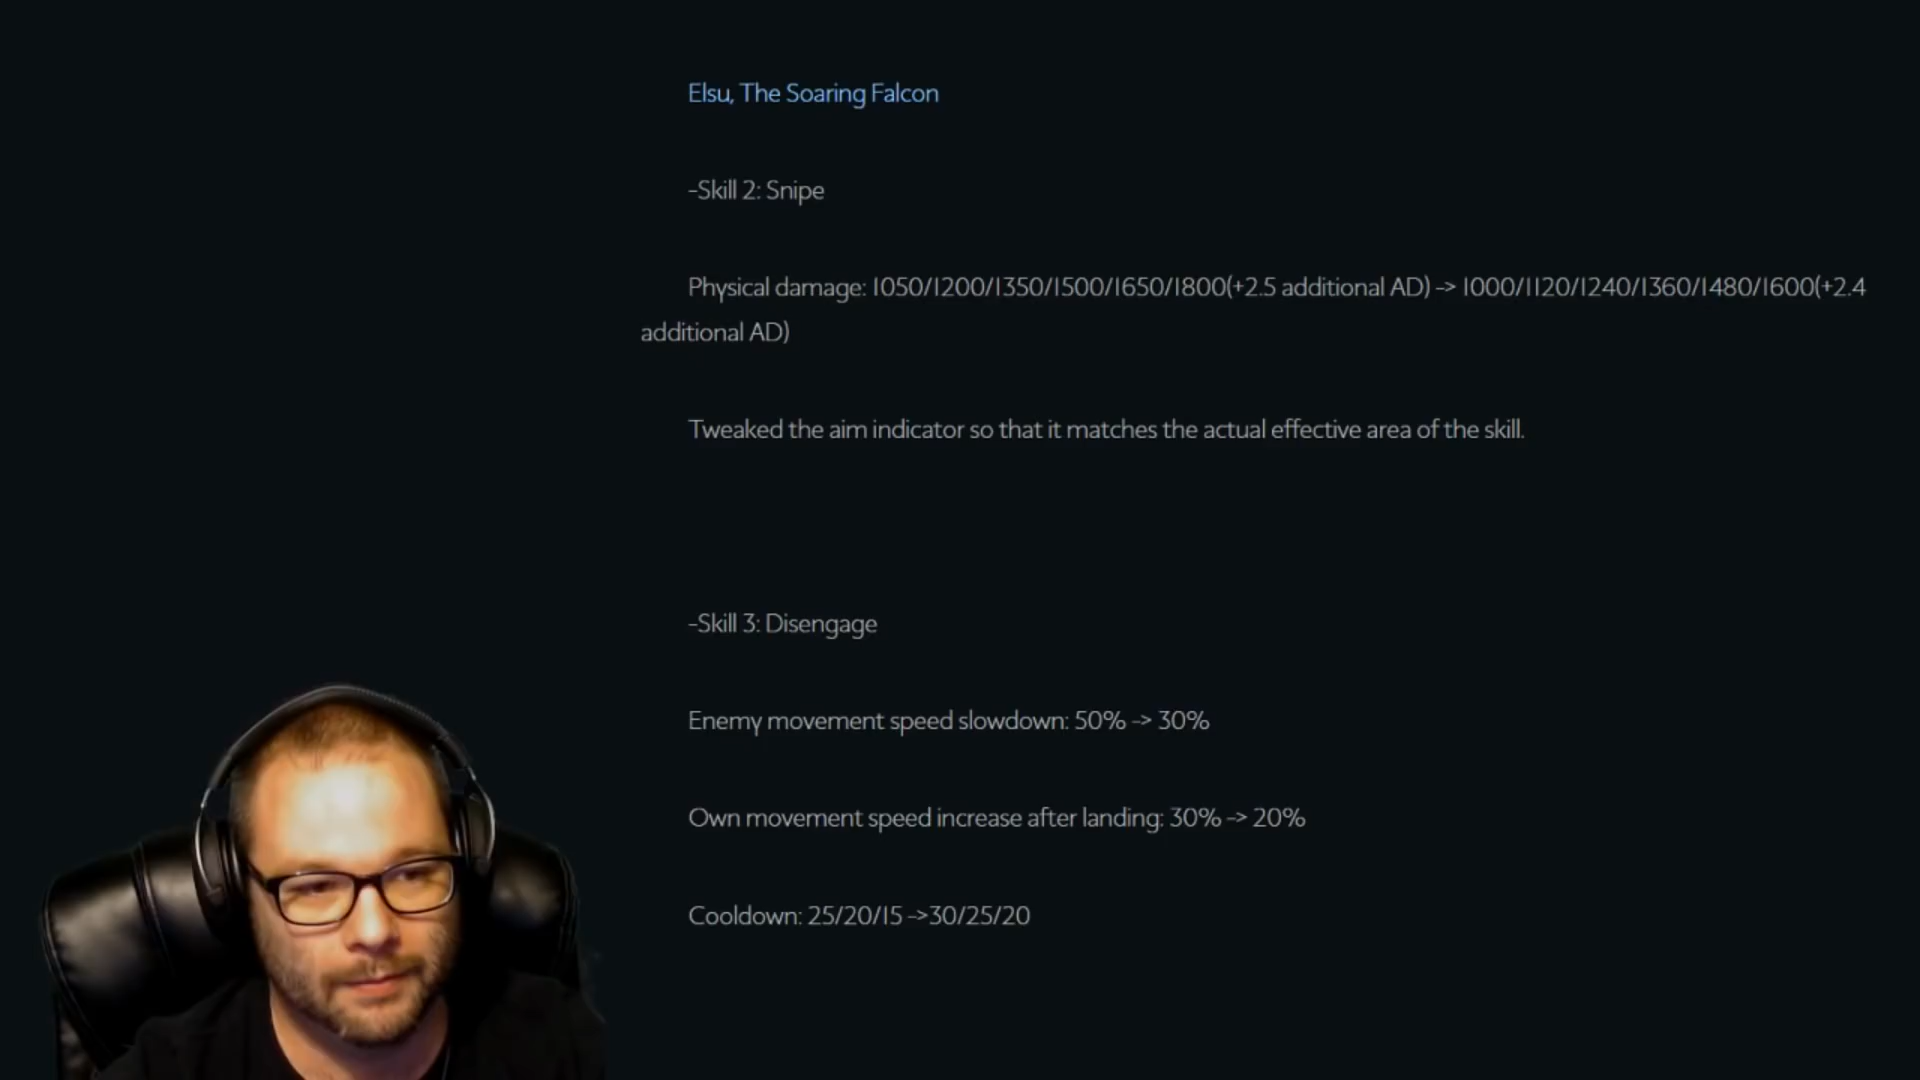 Elsu, The Soaring Falcon
-Skill 2: Snipe
Physical damage: 1050/1200/1350/1500/1650/1800(+2.5 additional AD) -> 1000/1120/1240/1360/1480/1600(+2.4
additional AD)
Tweaked the aim indicator so that it matches the actual effective area of the skill.
-Skill 3: Disengage
Enemy movement speed slowdown: 50% -> 30%
Own movement speed increase after landing: 30% -> 20%
Cooldown: 25/20/15 ->30/25/20